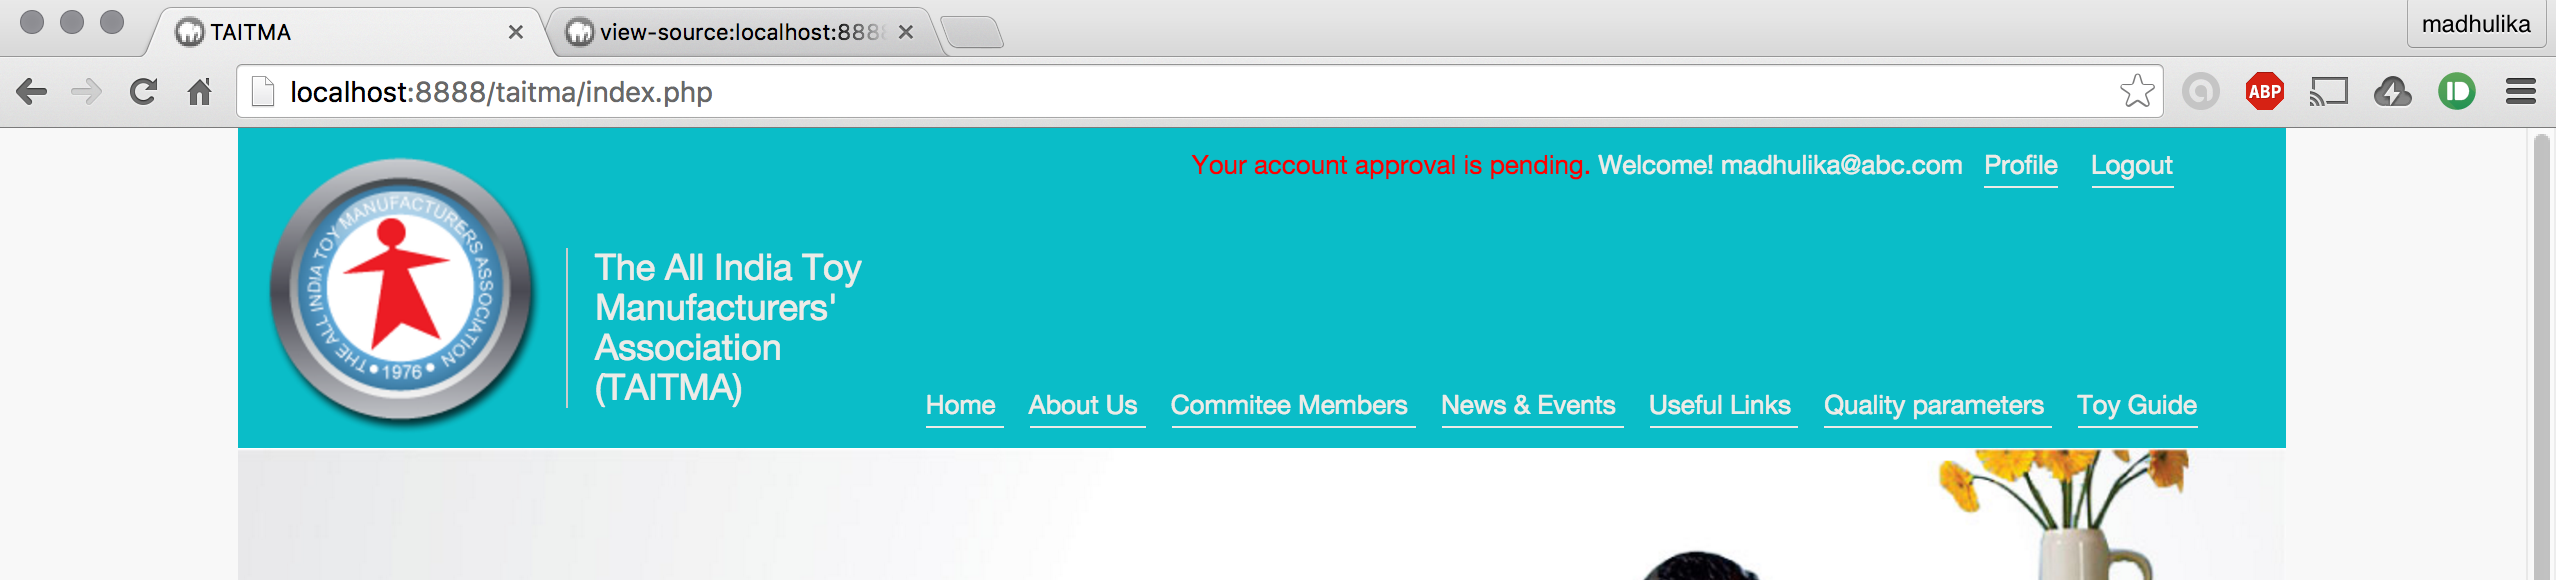 TAITMA
view-source:localhost:8888
madhulika
localhost:8888/taitma/index.php
ABP
Your account approval is pending. Welcome! madhulika@abc.com Profile Logout
THE ALL INDIA TOY MANUFACTURERS ASSOCIATION
1976
The All India Toy
Manufacturers'
Association
(TAITMA)
Home About Us Commitee Members News & Events Useful Links Quality parameters Toy Guide